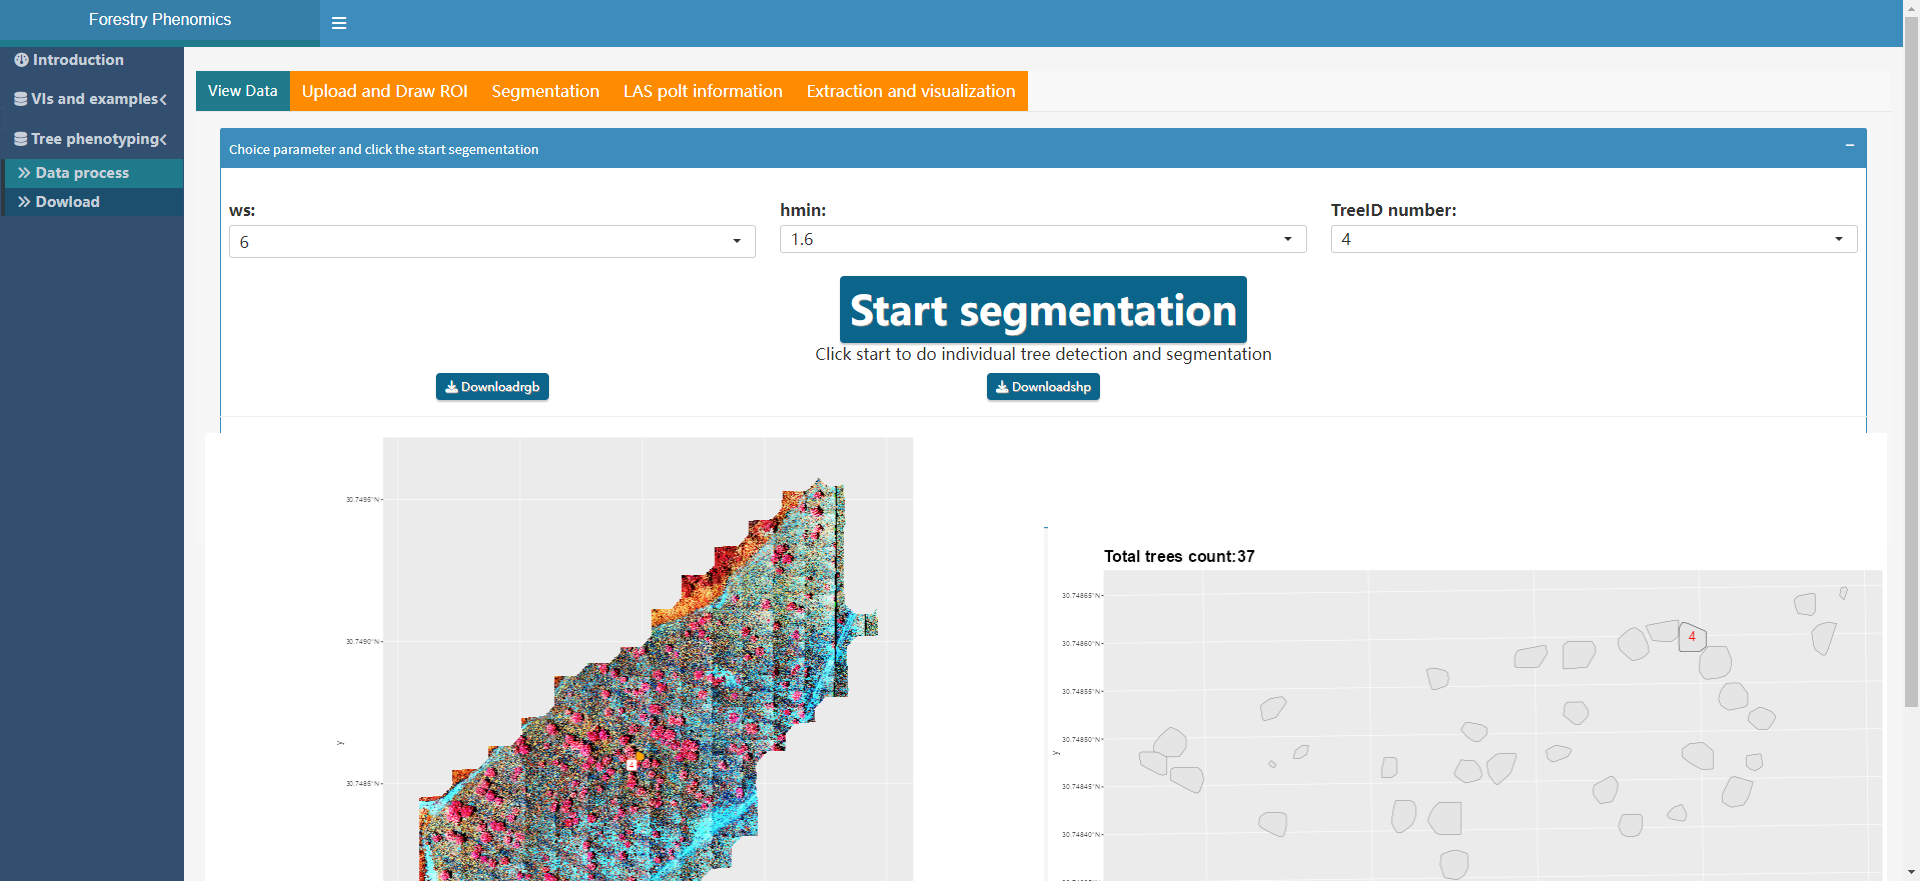 Forestry Phenomics
Introduction
VIs and examples
Tree phenotyping
Data process
Dowload
View Data
Upload and Draw ROI
Segmentation
LAS polt information
Extraction and visualization
Choice parameter and click the start segementation
ws:
hmin:
TreeID number:
6
1.6
4
Start segmentation
Click start to do individual tree detection and segmentation
Downloadrgb
Downloadshp
30.7495°N
30.7490°N
y
30.7485°N
4
Total trees count:37
30.74865°N
30.74860°N
30.74855°N
30.74850°N
y
30.74845°N
30.74840°N
4